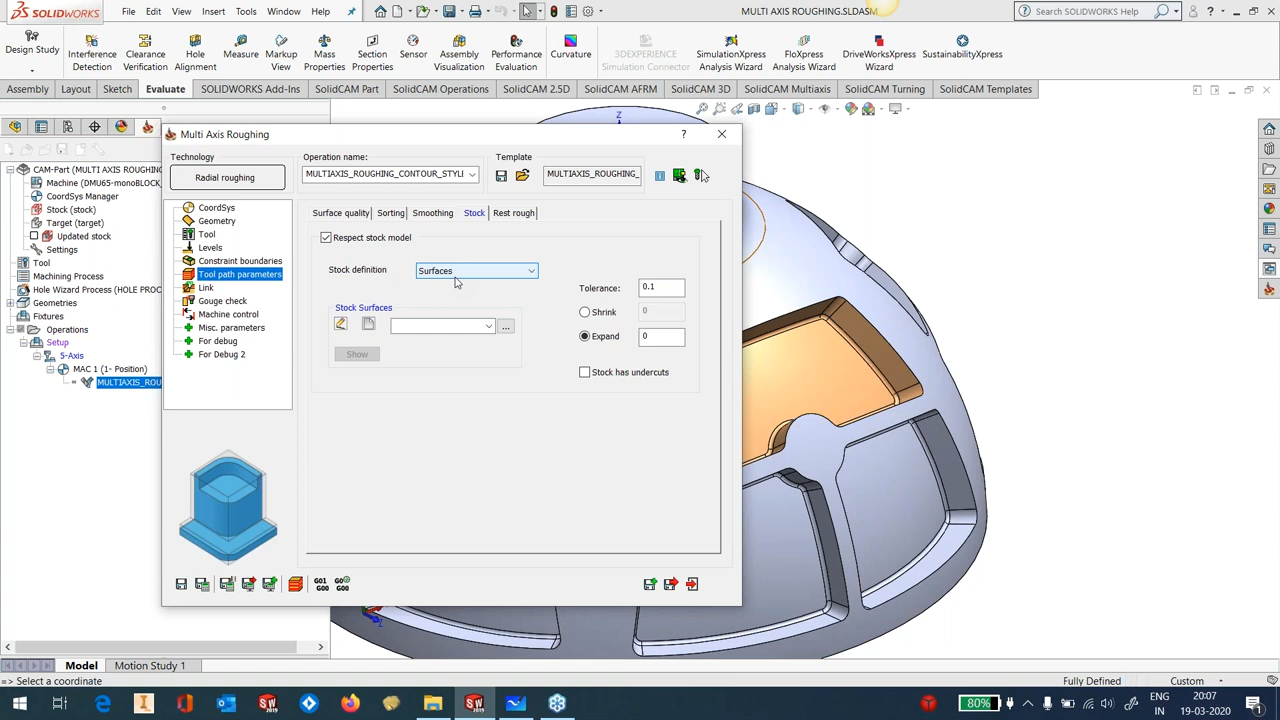 SOLIDWORKS
File
Edit
View
Insert
Tools
Window
Help
MULTI AXIS ROUGHING.SLDASM
Search SOLIDWORKS Help
Design Study
Interference
Detection
Clearance
Verification
Hole
Alignment
Measure
Markup
View
Mass
Properties
Section
Properties
Sensor
Assembly
Visualization
Performance
Evaluation
Curvature
3DEXPERIENCE
Simulation Connector
SimulationXpress
Analysis Wizard
FloXpress
Analysis Wizard
DriveWorksXpress
Wizard
SustainabilityXpress
Assembly
Layout
Sketch
Evaluate
SOLIDWORKS Add-Ins
SolidCAM Part
SolidCAM Operations
SolidCAM 2.5D
SolidCAM AFRM
SolidCAM 3D
SolidCAM Multiaxis
SolidCAM Turning
SolidCAM Templates
CAM-Part (MULTI AXIS ROUGHING
Machine (DMU65-monoBLOCK
CoordSys Manager
Stock (stock)
Target (target)
Updated stock
Settings
Tool
Machining Process
Hole Wizard Process (HOLE PROC
Fixtures
Geometries
Operations
Setup
5-Axis
MAC 1 (1- Position)
MULTIAXIS_ROU
Multi Axis Roughing
?
Technology
Radial roughing
Operation name:
MULTIAXIS_ROUGHING_CONTOUR_STYLI
Template
MULTIAXIS_ROUGHING_
CoordSys
Geometry
Tool
Levels
Constraint boundaries
Tool path parameters
Link
Gouge check
Machine control
Misc. parameters
For debug
For Debug 2
Surface quality
Sorting
Smoothing
Stock
Rest rough
Respect stock model
Stock definition
Surfaces
Stock Surfaces
...
Show
Tolerance:
0.1
Shrink
0
Expand
0
Stock has undercuts
G01
G00
G0
G0
Z
Z
Model
Motion Study 1
=> Select a coordinate
Fully Defined
Custom
80%
ENG
IN
20:07
19-03-2020